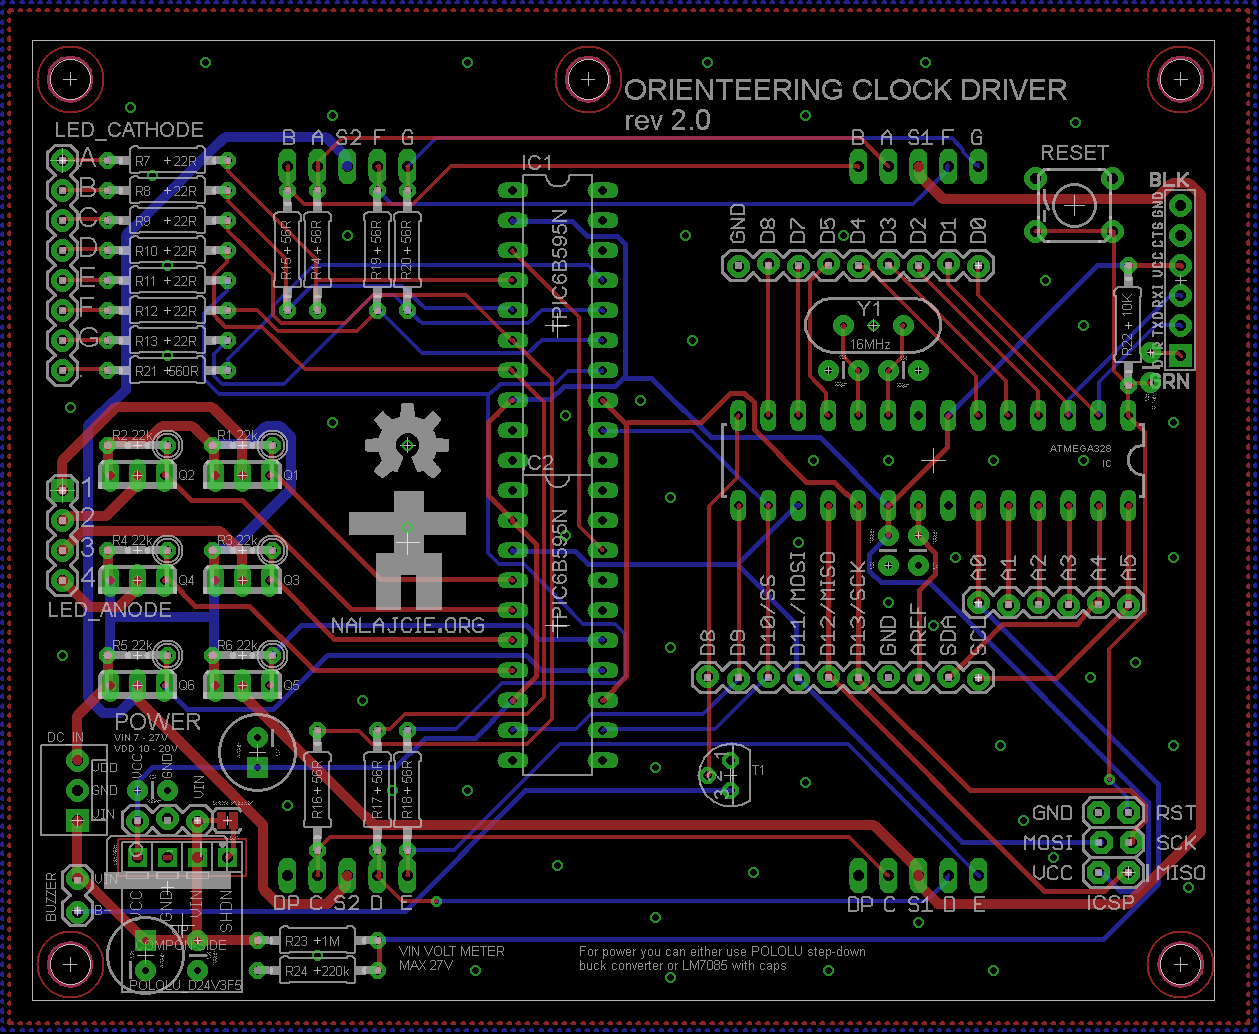 ORIENTEERING CLOCK DRIVER
rev 2.0
LED_CATHODE
A
B
C
D
E
F
G
.
R7 +22R
R8 +22R
R9 +22R
R10 +22R
R11 +22R
R12 +22R
R13 +22R
R21 +560R
B A S2 F G
R15 +56R
R14 +56R
R19 +56R
R20 +56R
IC1
PIC6B595N
B A S1 F G
RESET
BLK
GND
CTS
VCC
RXI
TXO
GRN
R22 + 10K
GND D8 D7 D5 D4 D3 D2 D1 D0
Y1
16MHz
ATMEGA328
IC
R2 22k
R1 22k
Q2
Q1
1
2
3
4
R4 22k
R3 22k
Q4
Q3
LED_ANODE
R5 22k
R6 22k
Q6
Q5
NALAJCIE.ORG
C2
PIC6B595N
A0 A1 A2 A3 A4 A5
D8 D9 D10/SS D11/MOSI D12/MISO D13/SCK GND AREF SDA SCL
POWER
VIN 7 - 27V
VDD 10 - 20V
DC IN
VDD
GND
VIN
VCC
GND
VIN
R16 +56R
R17 +56R
R18 +56R
T1
1
2
3
GND RST
MOSI SCK
VCC MISO
ICSP
BUZZER
VIN
B-
VCC
GND
VIN
SHDN
COMPON SIDE
POLOLU D24V3F5
DP C S2 D E
DP C S1 D E
R23 +1M
R24 +220k
VIN VOLT METER
MAX 27V
For power you can either use POLOLU step-down
buck converter or LM7085 with caps